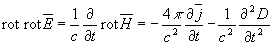 rot rot E̅ = (1/c) (∂/∂t) rot H̅ = −(4π/c²) (∂j̅/∂t) − (1/c²) (∂²D/∂t²)